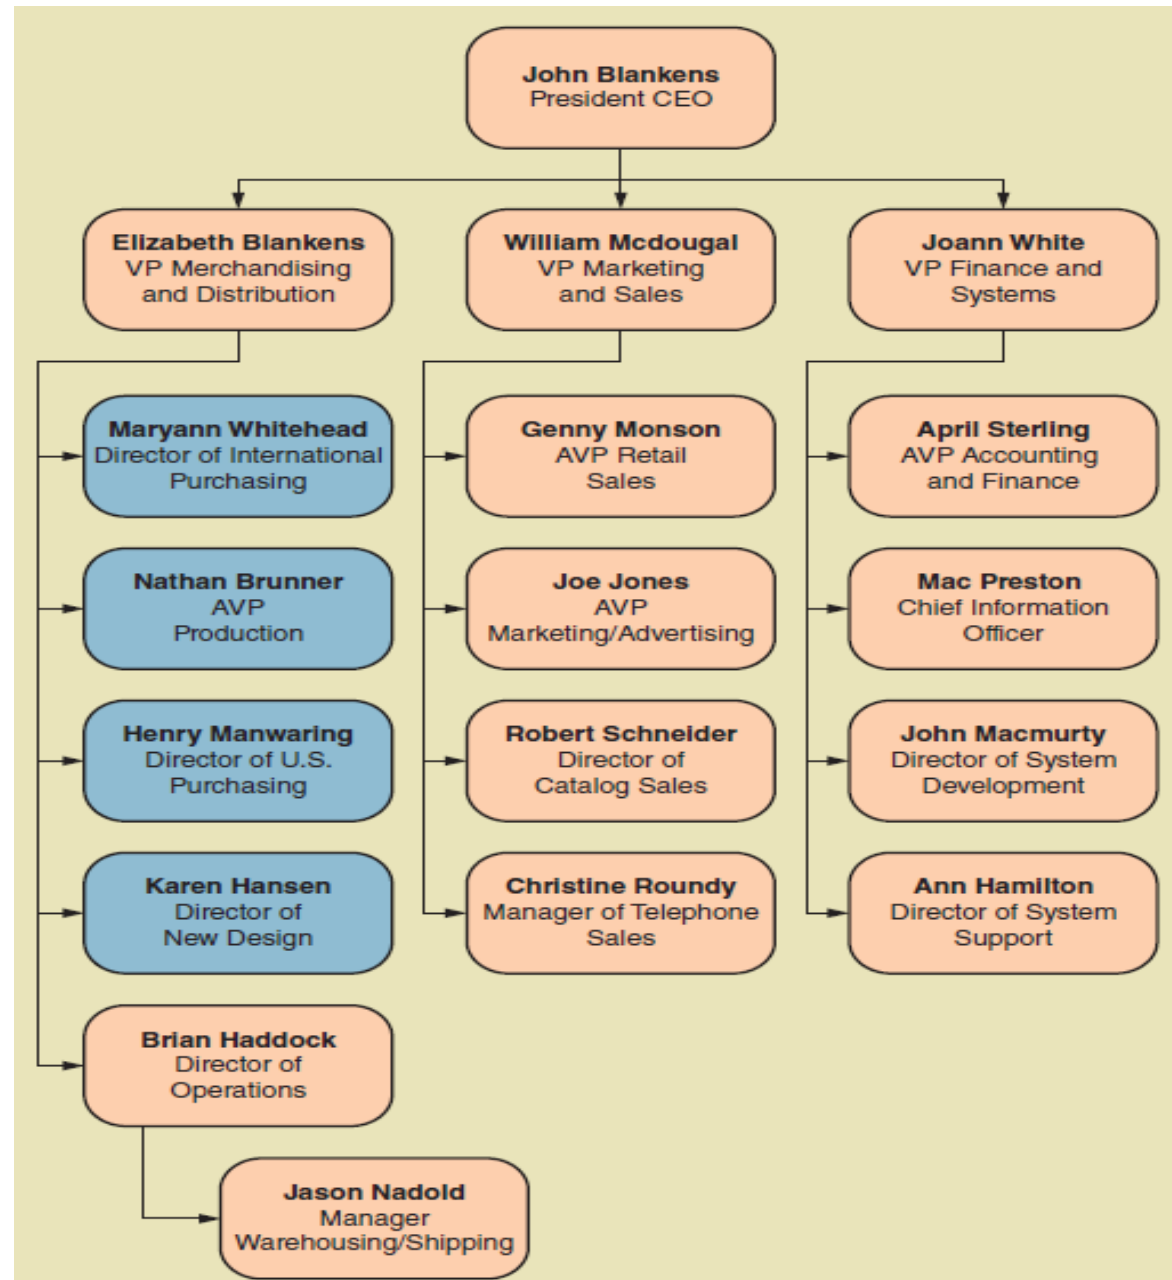 John Blankens
President CEO
Elizabeth Blankens
VP Merchandising
and Distribution
William Mcdougal
VP Marketing
and Sales
Joann White
VP Finance and
Systems
Maryann Whitehead
Director of International
Purchasing
Nathan Brunner
AVP
Production
Henry Manwaring
Director of U.S.
Purchasing
Karen Hansen
Director of
New Design
Brian Haddock
Director of
Operations
Jason Nadold
Manager
Warehousing/Shipping
Genny Monson
AVP Retail
Sales
Joe Jones
AVP
Marketing/Advertising
Robert Schneider
Director of
Catalog Sales
Christine Roundy
Manager of Telephone
Sales
April Sterling
AVP Accounting
and Finance
Mac Preston
Chief Information
Officer
John Macmurty
Director of System
Development
Ann Hamilton
Director of System
Support